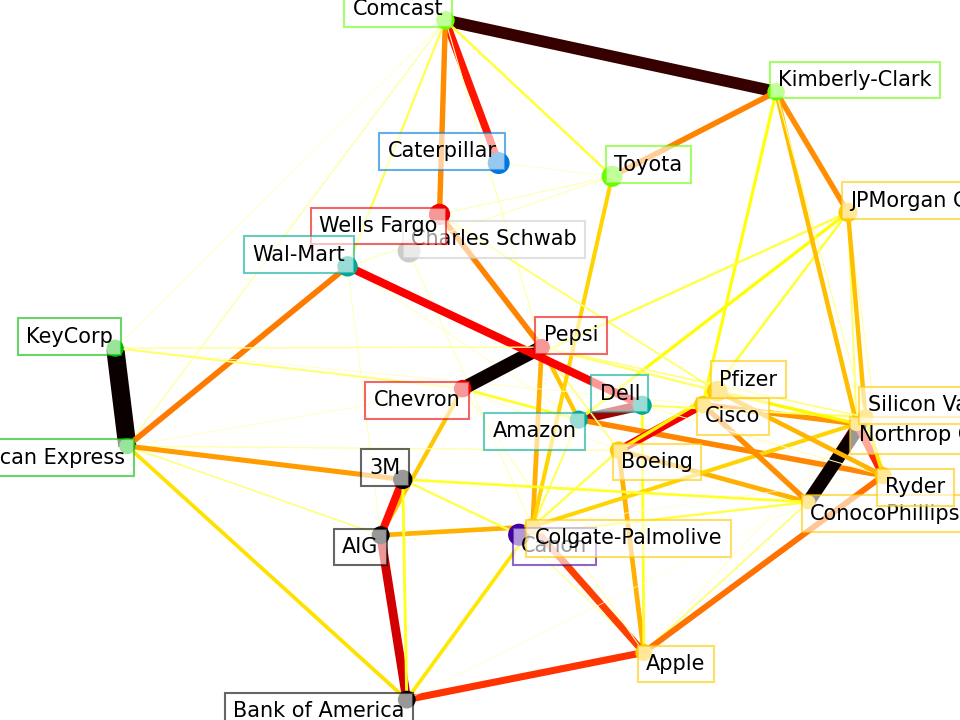 Comcast
Kimberly-Clark
Caterpillar
Toyota
JPMorgan C
Wells Fargo
Charles Schwab
Wal-Mart
KeyCorp
Pepsi
Pfizer
Dell
Chevron
Silicon Va
Cisco
Amazon
Northrop G
can Express
3M
Boeing
Ryder
ConocoPhillips
AIG
Colgate-Palmolive
Canon
Apple
Bank of America